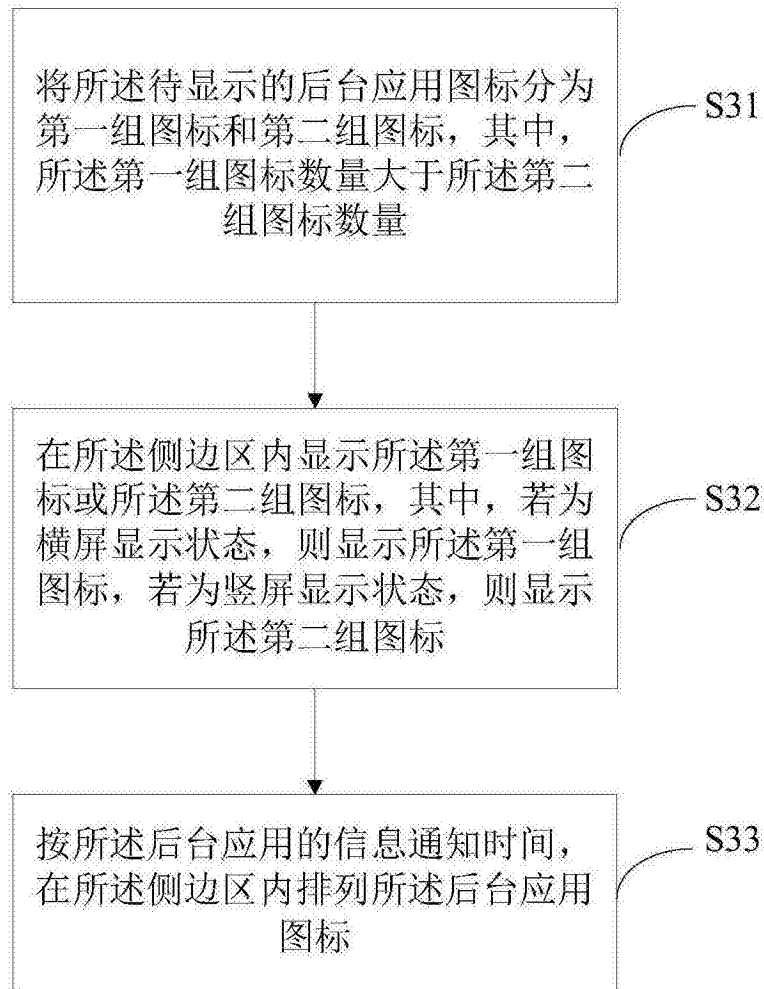 将所述待显示的后台应用图标分为
第一组图标和第二组图标，其中，
所述第一组图标数量大于所述第二
组图标数量
S31
在所述侧边区内显示所述第一组图
标或所述第二组图标，其中，若为
横屏显示状态，则显示所述第一组
图标，若为竖屏显示状态，则显示
所述第二组图标
S32
按所述后台应用的信息通知时间，
在所述侧边区内排列所述后台应用
图标
S33